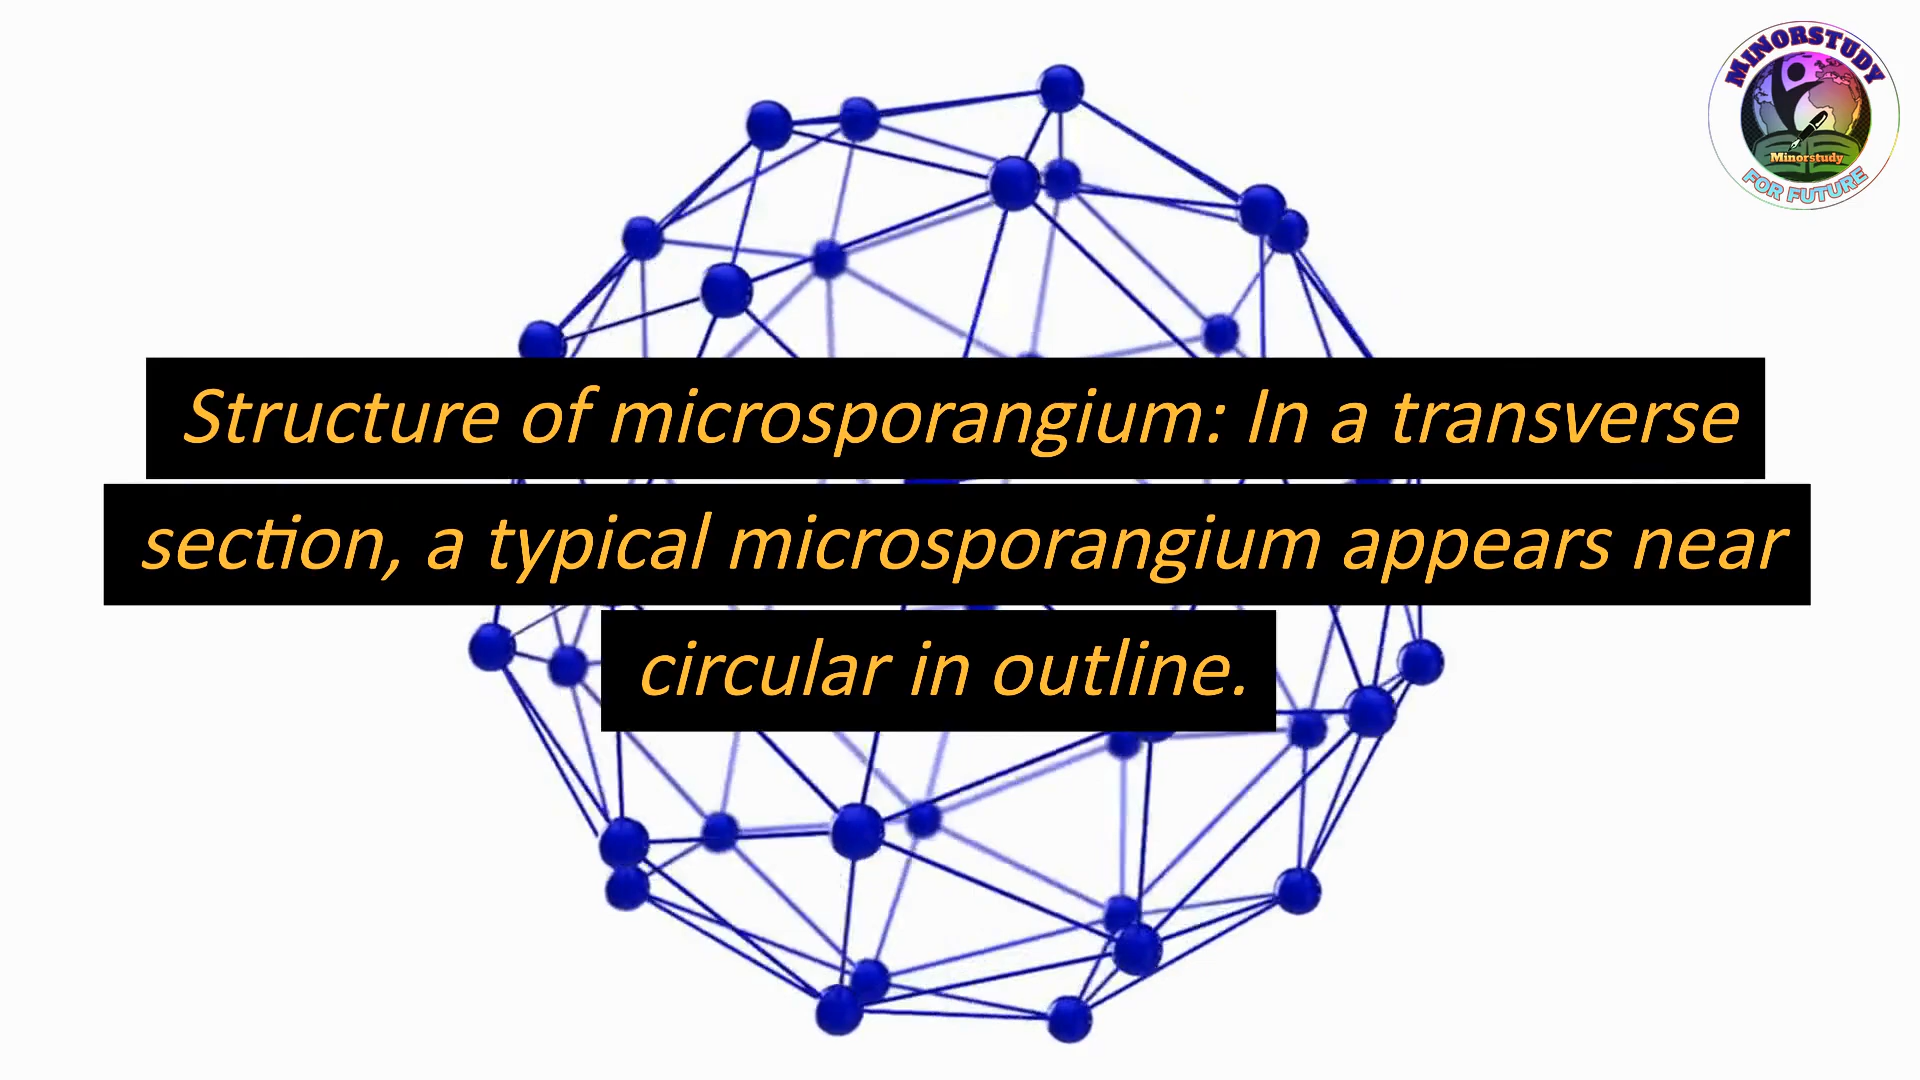 MINORSTUDY
Minorstudy
FOR FUTURE
Structure of microsporangium: In a transverse
section, a typical microsporangium appears near
circular in outline.